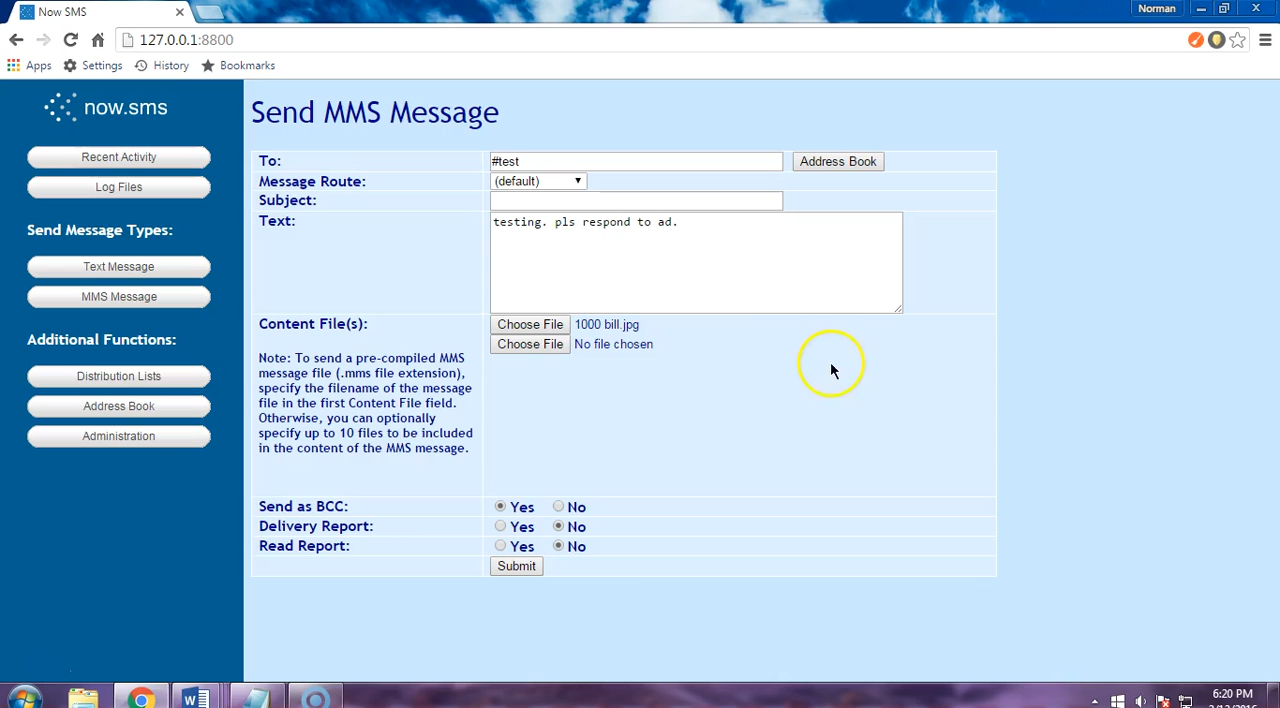 Now SMS
Norman
127.0.0.1:8800
Apps
Settings
History
Bookmarks
now.sms
Recent Activity
Log Files
Send Message Types:
Text Message
MMS Message
Additional Functions:
Distribution Lists
Address Book
Administration
Send MMS Message
To:
#test
Address Book
Message Route:
(default)
Subject:
Text:
testing. pls respond to ad.
Content File(s):
Choose File 1000 bill.jpg
Choose File No file chosen
Note: To send a pre-compiled MMS
message file (.mms file extension),
specify the filename of the message
file in the first Content File field.
Otherwise, you can optionally
specify up to 10 files to be included
in the content of the MMS message.
Send as BCC:
Yes No
Delivery Report:
Yes No
Read Report:
Yes No
Submit
6:20 PM